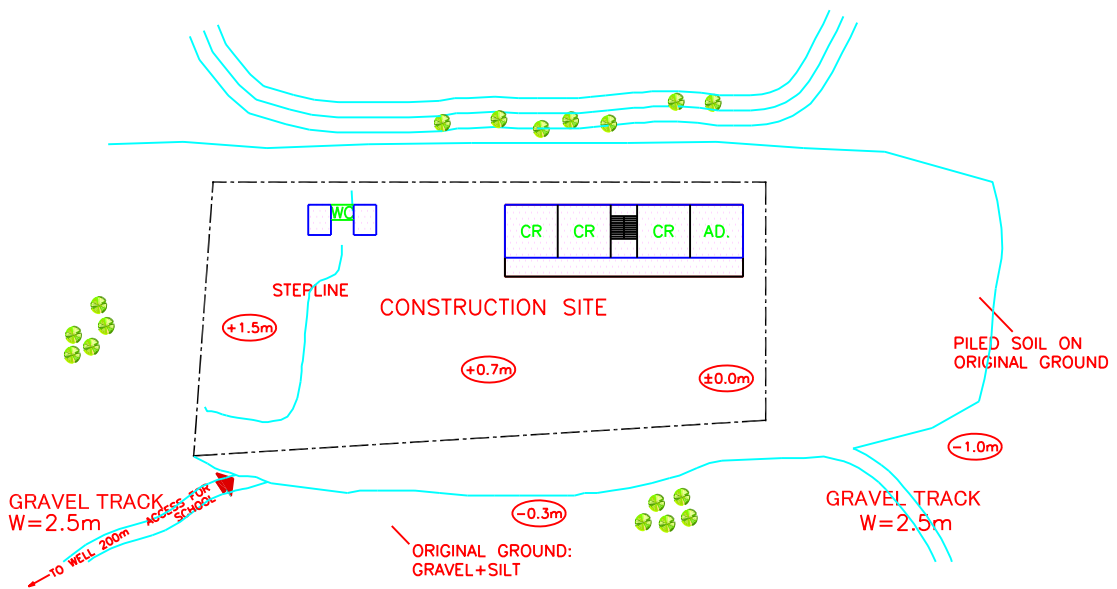 WC
CR
CR
CR
AD.
STEPLINE
CONSTRUCTION SITE
+1.5m
+0.7m
±0.0m
PILED SOIL ON
ORIGINAL GROUND
-1.0m
GRAVEL TRACK
W=2.5m
ACCESS FOR
SCHOOL
TO WELL 200m
-0.3m
ORIGINAL GROUND:
GRAVEL+SILT
GRAVEL TRACK
W=2.5m